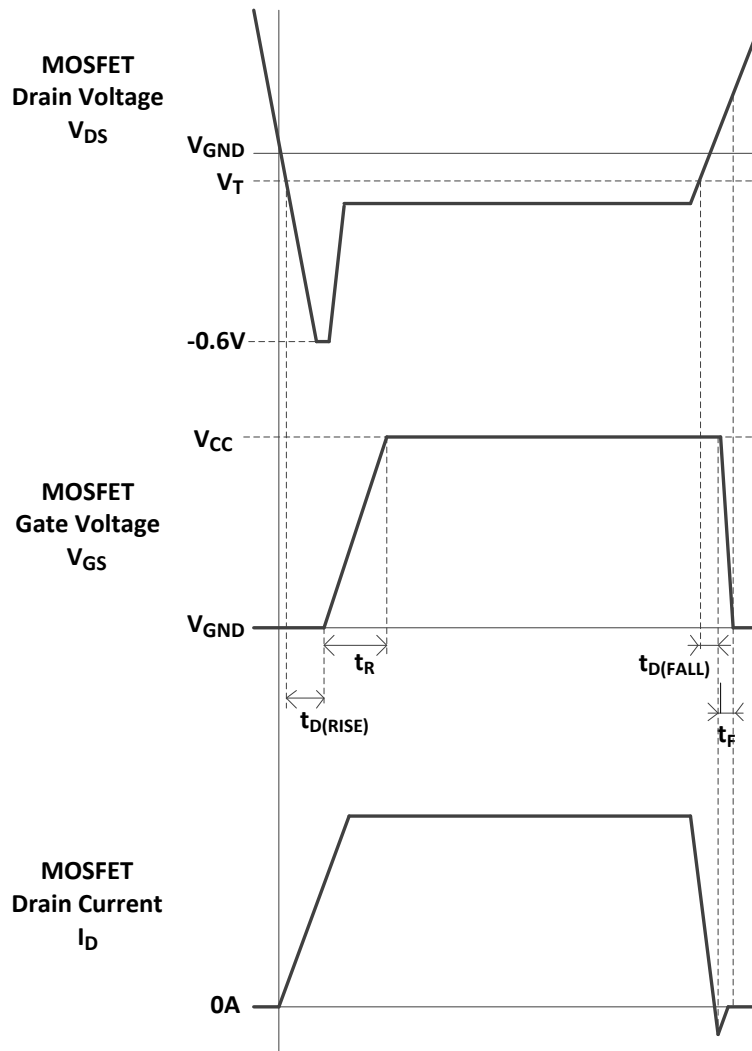 MOSFET
Drain Voltage
VDS
VGND
VT
-0.6V
VCC
MOSFET
Gate Voltage
VGS
VGND
tR
tD(FALL)
tD(RISE)
tF
MOSFET
Drain Current
ID
0A